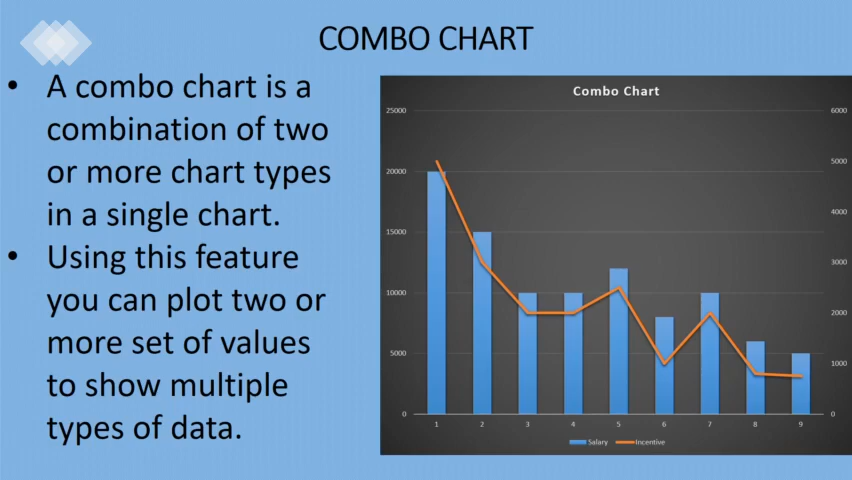 COMBO CHART
• A combo chart is a
combination of two
or more chart types
in a single chart.
• Using this feature
you can plot two or
more set of values
to show multiple
types of data.
Combo Chart
25000
20000
15000
10000
5000
0
6000
5000
4000
3000
2000
1000
0
1 2 3 4 5 6 7 8 9
Salary Incentive